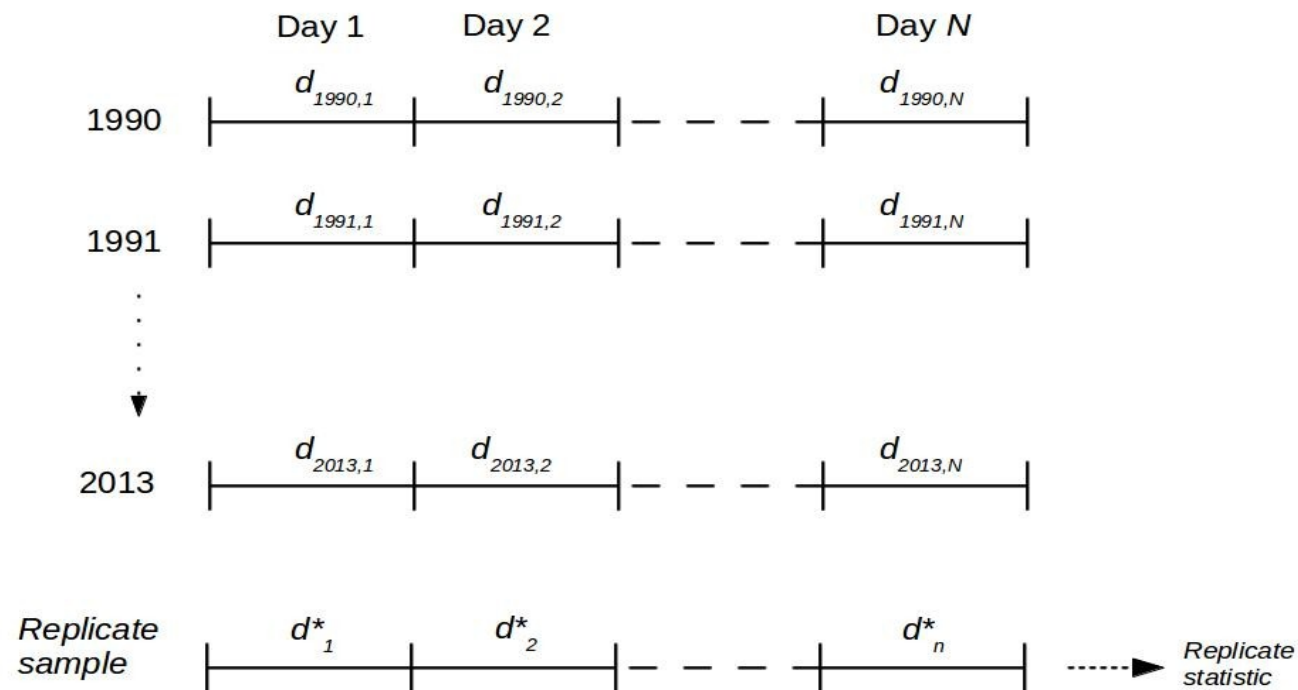 Day 1 Day 2 Day N
d1990,1 d1990,2 d1990,N
1990
d1991,1 d1991,2 d1991,N
1991
d2013,1 d2013,2 d2013,N
2013
Replicate
sample
d*1 d*2 d*n
Replicate
statistic